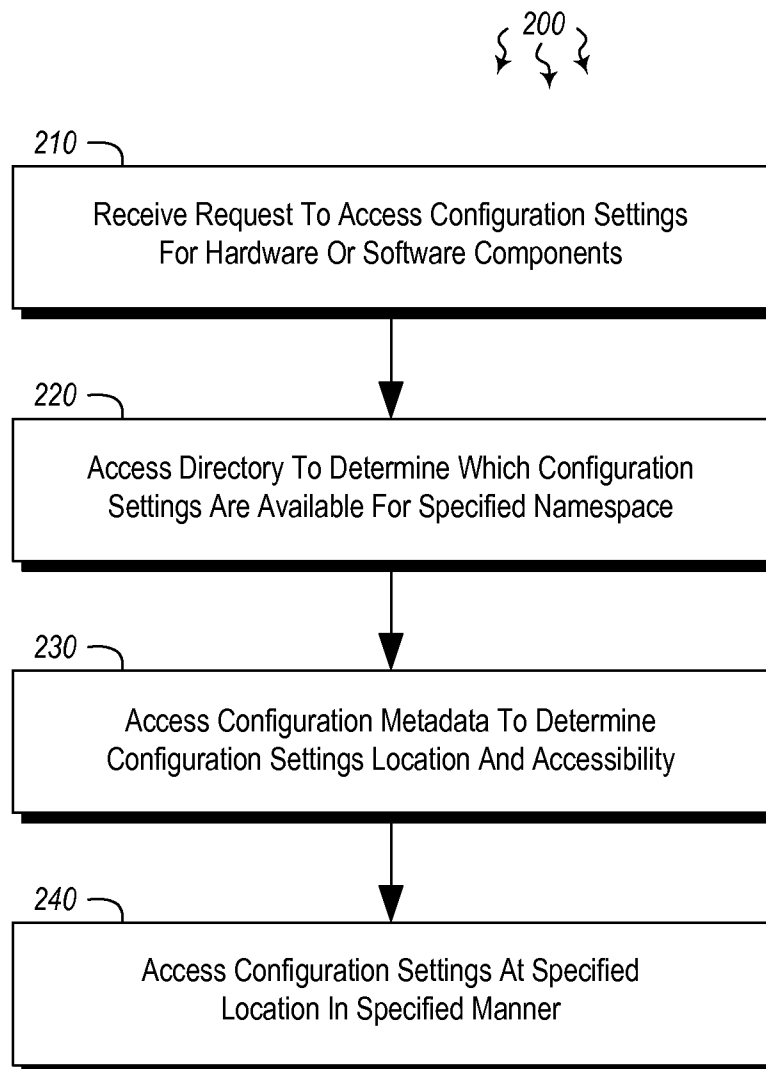 200
210
Receive Request To Access Configuration Settings
For Hardware Or Software Components
220
Access Directory To Determine Which Configuration
Settings Are Available For Specified Namespace
230
Access Configuration Metadata To Determine
Configuration Settings Location And Accessibility
240
Access Configuration Settings At Specified
Location In Specified Manner